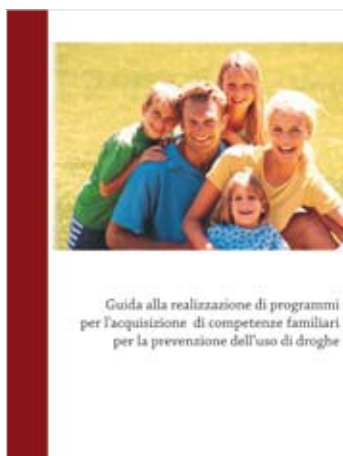 Guida alla realizzazione di programmi
per l'acquisizione di competenze familiari
per la prevenzione dell'uso di droghe